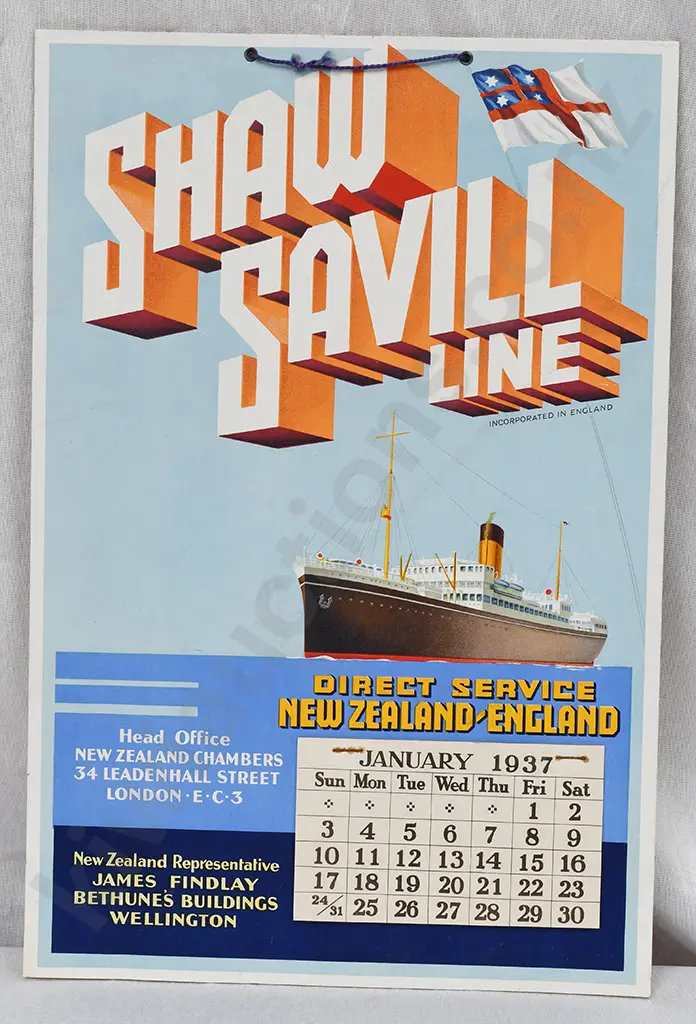 SHAW
SAVILL
LINE
INCORPORATED IN ENGLAND
DIRECT SERVICE
NEW ZEALAND-ENGLAND
Head Office
NEW ZEALAND CHAMBERS
34 LEADENHALL STREET
LONDON·E·C·3
New Zealand Representative
JAMES FINDLAY
BETHUNE'S BUILDINGS
WELLINGTON
JANUARY 1937
Sun Mon Tue Wed Thu Fri Sat
1 2
3 4 5 6 7 8 9
10 11 12 13 14 15 16
17 18 19 20 21 22 23
24/31 25 26 27 28 29 30